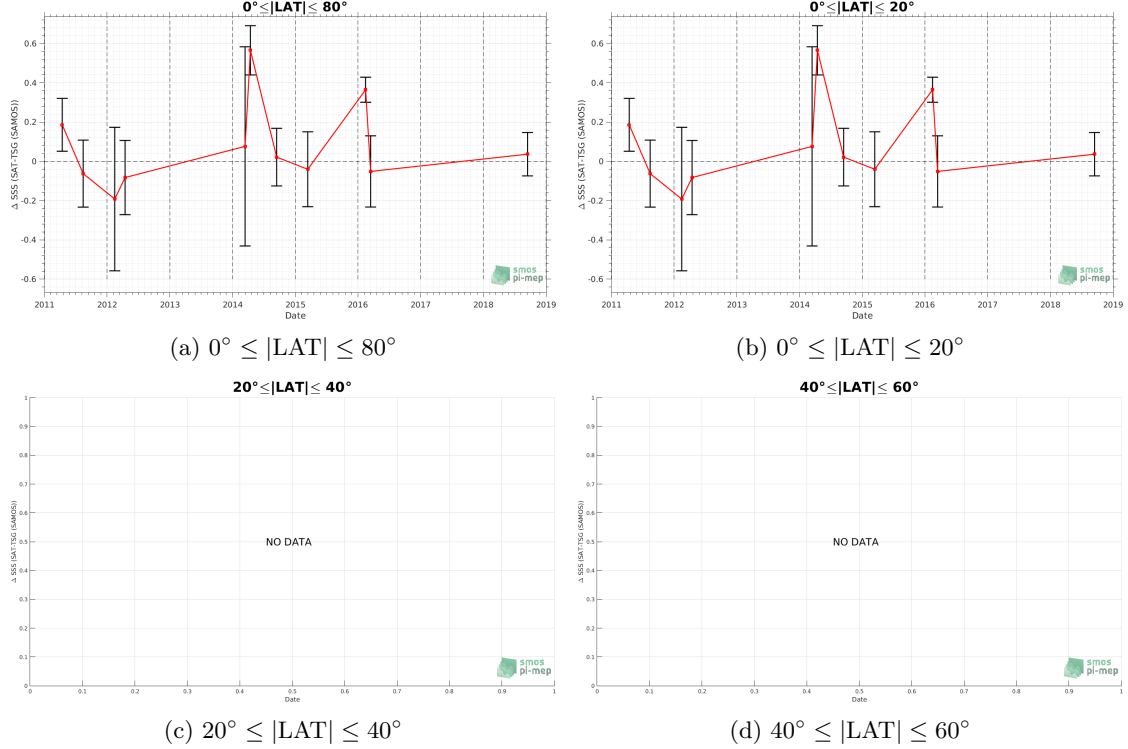 0°≤|LAT|≤ 80°
Δ SSS (SAT-TSG (SAMOS))
0.6
0.4
0.2
0
-0.2
-0.4
-0.6
2011 2012 2013 2014 2015 2016 2017 2018 2019
Date
smos
pi-mep
(a) 0° ≤ |LAT| ≤ 80°
0°≤|LAT|≤ 20°
Δ SSS (SAT-TSG (SAMOS))
0.6
0.4
0.2
0
-0.2
0.4
-0.6
2011 2012 2013 2014 2015 2016 2017 2018 2019
Date
smos
pi-mep
(b) 0° ≤ |LAT| ≤ 20°
20°≤|LAT|≤ 40°
Δ SSS (SAT-TSG (SAMOS))
1
0.9
0.8
0.7
0.6
0.5
0.4
0.3
0.2
0.1
0
NO DATA
0 0.1 0.2 0.3 0.4 0.5 0.6 0.7 0.8 0.9 1
Date
smos
pi-mep
(c) 20° ≤ |LAT| ≤ 40°
40°≤|LAT|≤ 60°
Δ SSS (SAT-TSG (SAMOS))
1
0.9
0.8
0.7
0.6
0.5
0.4
0.3
0.2
0.1
0
NO DATA
0 0.1 0.2 0.3 0.4 0.5 0.6 0.7 0.8 0.9 1
Date
smos
pi-mep
(d) 40° ≤ |LAT| ≤ 60°